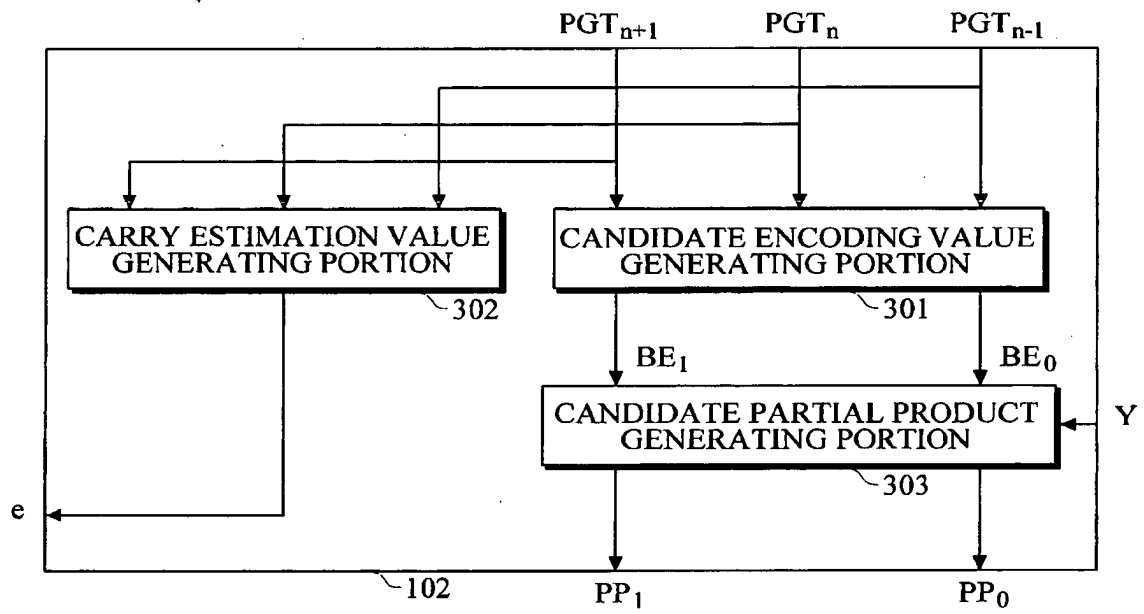 PGTn+1 PGTn PGTn-1
CARRY ESTIMATION VALUE
GENERATING PORTION
302
CANDIDATE ENCODING VALUE
GENERATING PORTION
301
BE1 BE0
CANDIDATE PARTIAL PRODUCT
GENERATING PORTION
303
Y
e
102
PP1 PP0